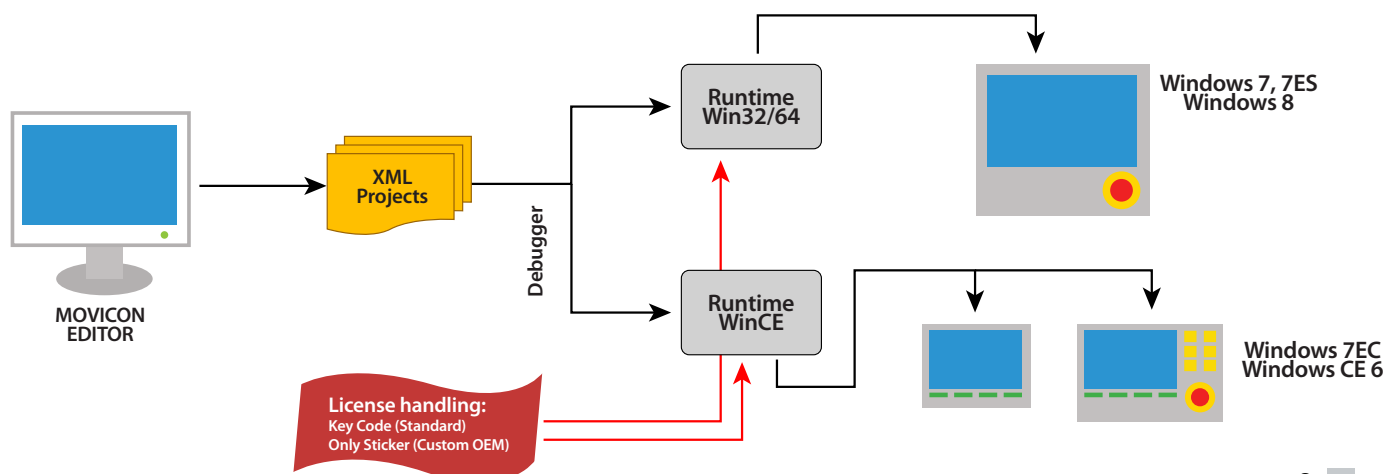 MOVICON
EDITOR
XML
Projects
Debugger
Runtime
Win32/64
Windows 7, 7ES
Windows 8
Runtime
WinCE
Windows 7EC
Windows CE 6
License handling:
Key Code (Standard)
Only Sticker (Custom OEM)